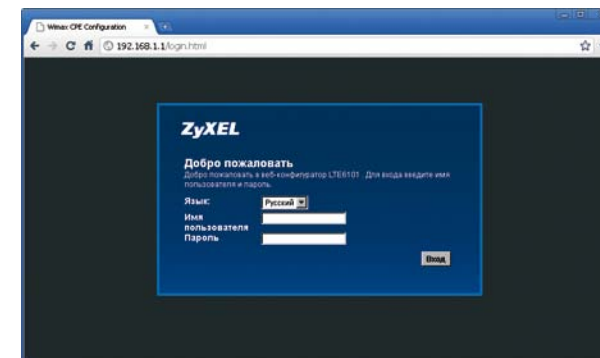 Wimax CPE Configuration
192.168.1.1/login.html
ZyXEL
Добро пожаловать
Добро пожаловать в веб-конфигуратор LTE6101 . Для входа введите имя
пользователя и пароль.
Язык: Русский
Имя
пользователя
Пароль
Вход